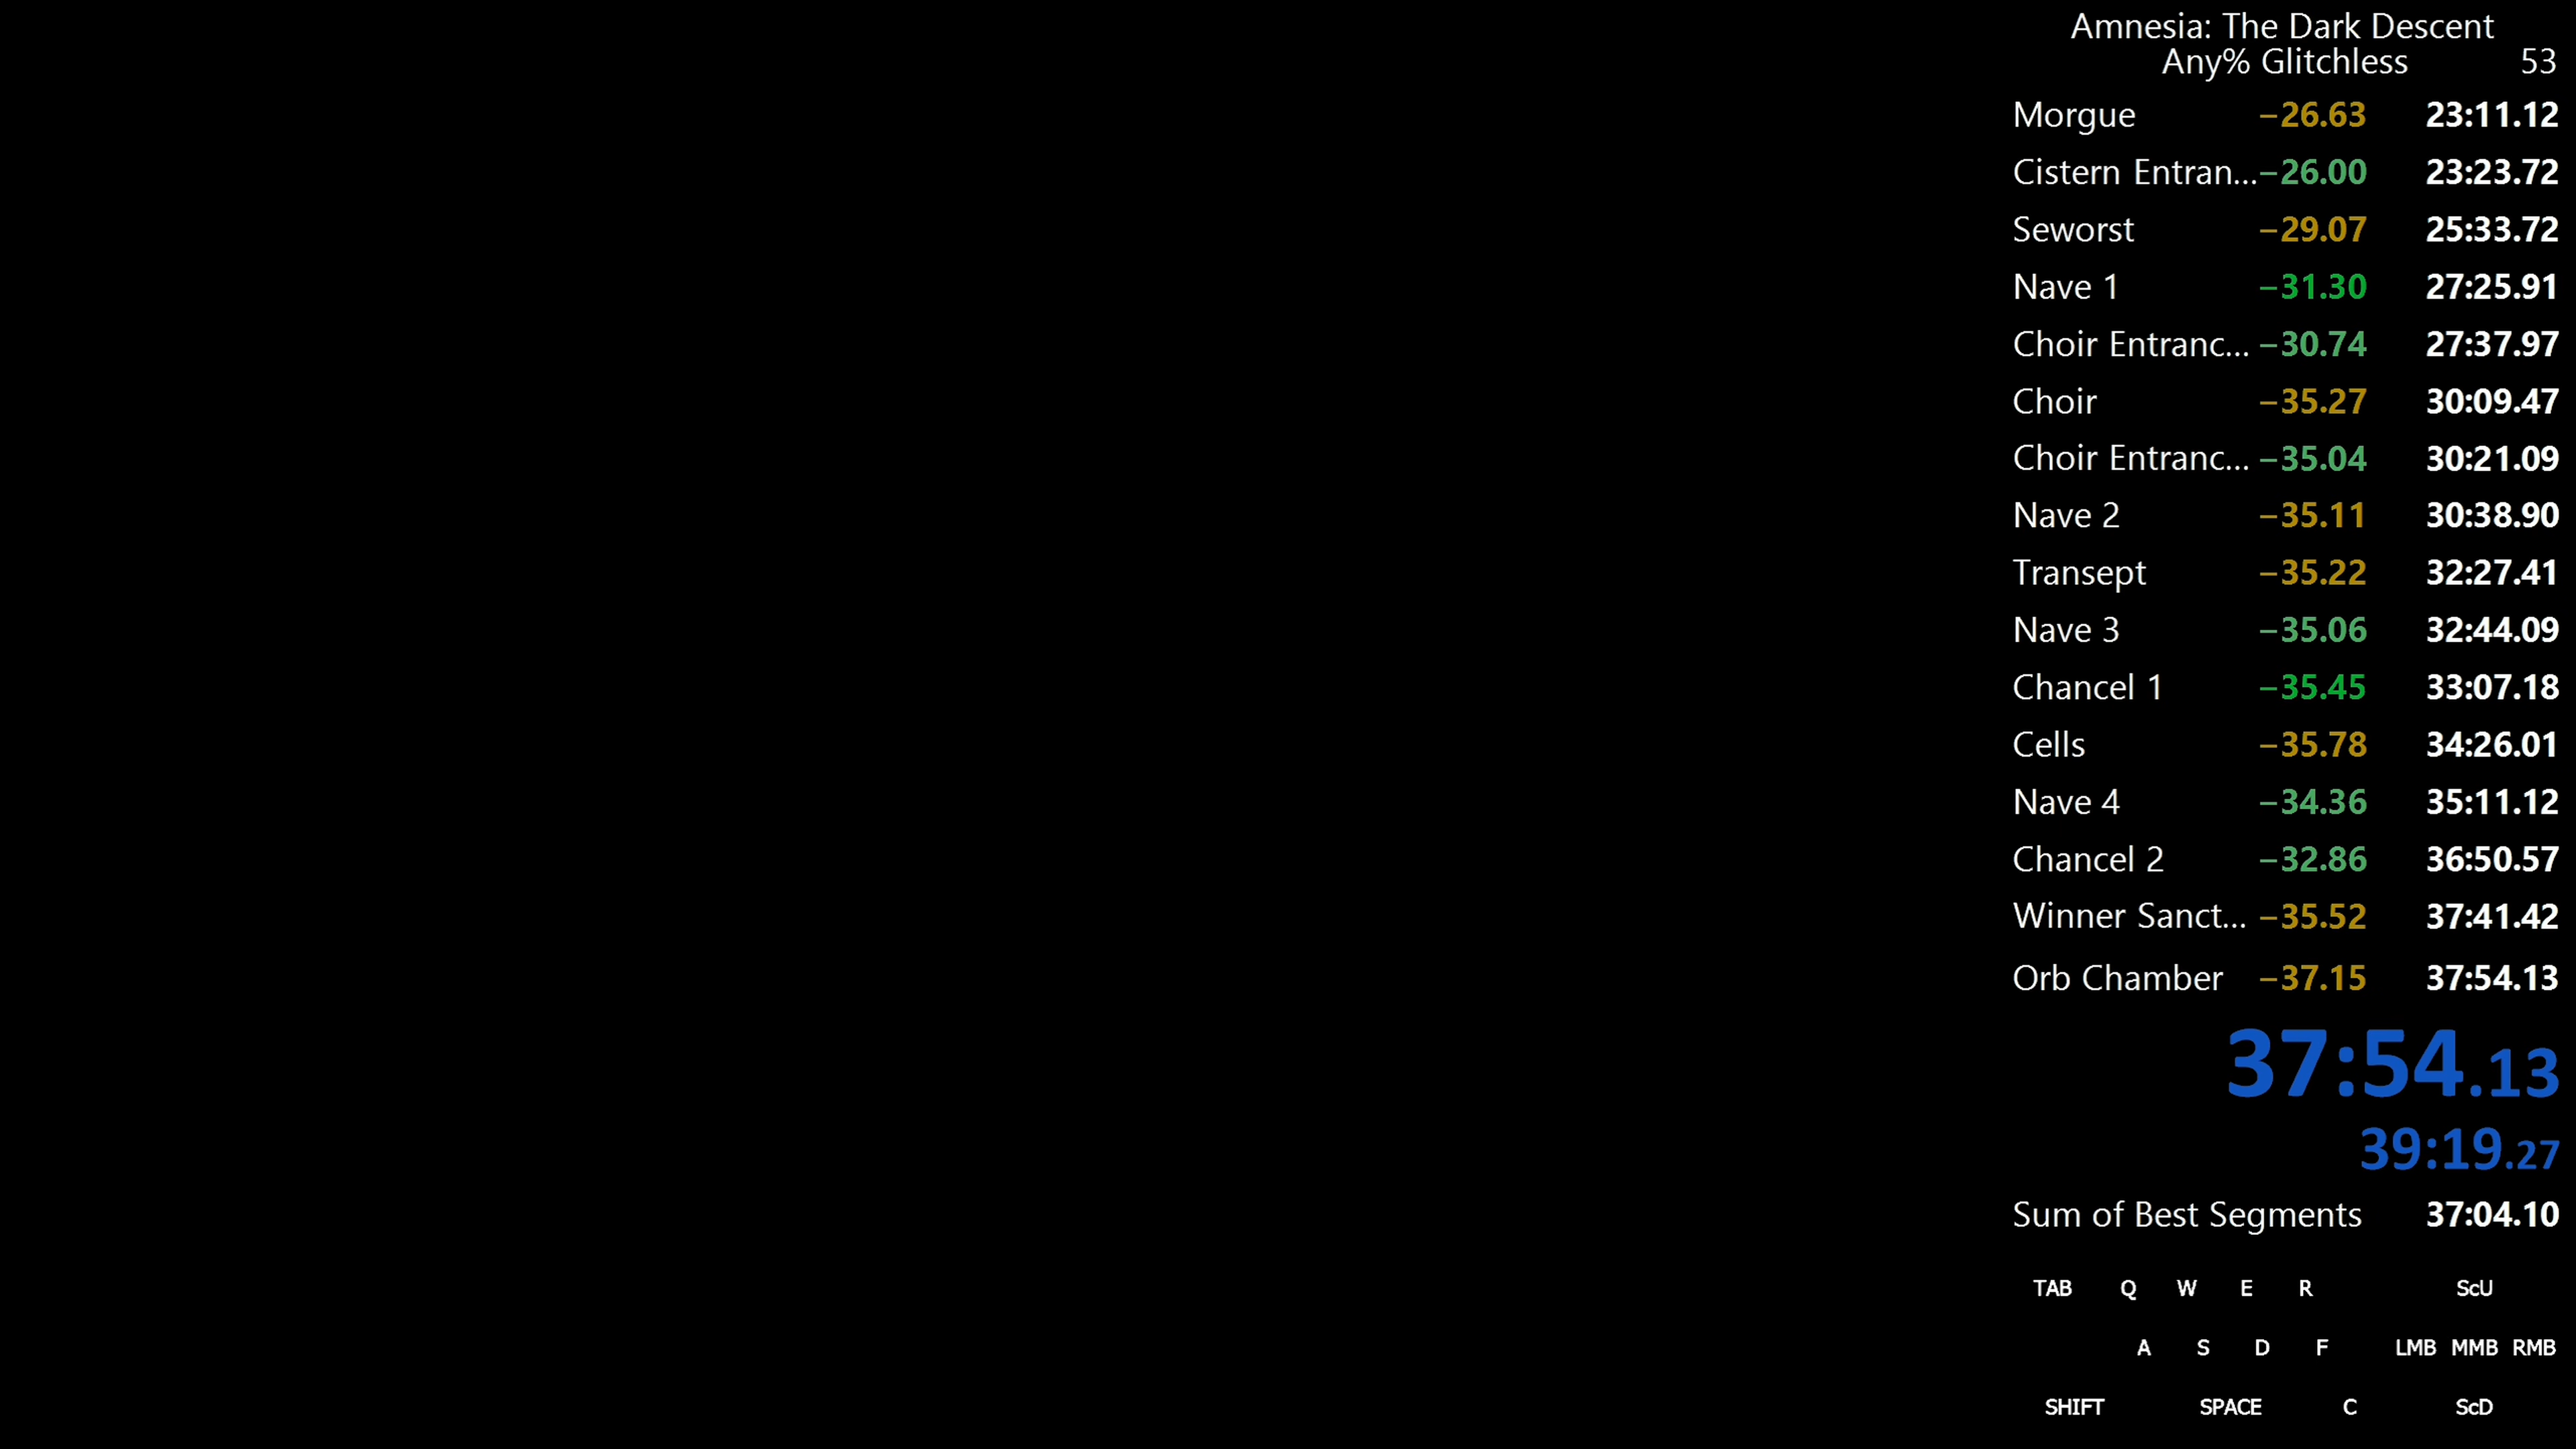 Amnesia: The Dark Descent
Any% Glitchless 53
Morgue −26.63 23:11.12
Cistern Entran... −26.00 23:23.72
Seworst −29.07 25:33.72
Nave 1 −31.30 27:25.91
Choir Entranc... −30.74 27:37.97
Choir −35.27 30:09.47
Choir Entranc... −35.04 30:21.09
Nave 2 −35.11 30:38.90
Transept −35.22 32:27.41
Nave 3 −35.06 32:44.09
Chancel 1 −35.45 33:07.18
Cells −35.78 34:26.01
Nave 4 −34.36 35:11.12
Chancel 2 −32.86 36:50.57
Winner Sanct... −35.52 37:41.42
Orb Chamber −37.15 37:54.13
37:54.13
39:19.27
Sum of Best Segments 37:04.10
TAB Q W E R ScU
A S D F LMB MMB RMB
SHIFT SPACE C ScD